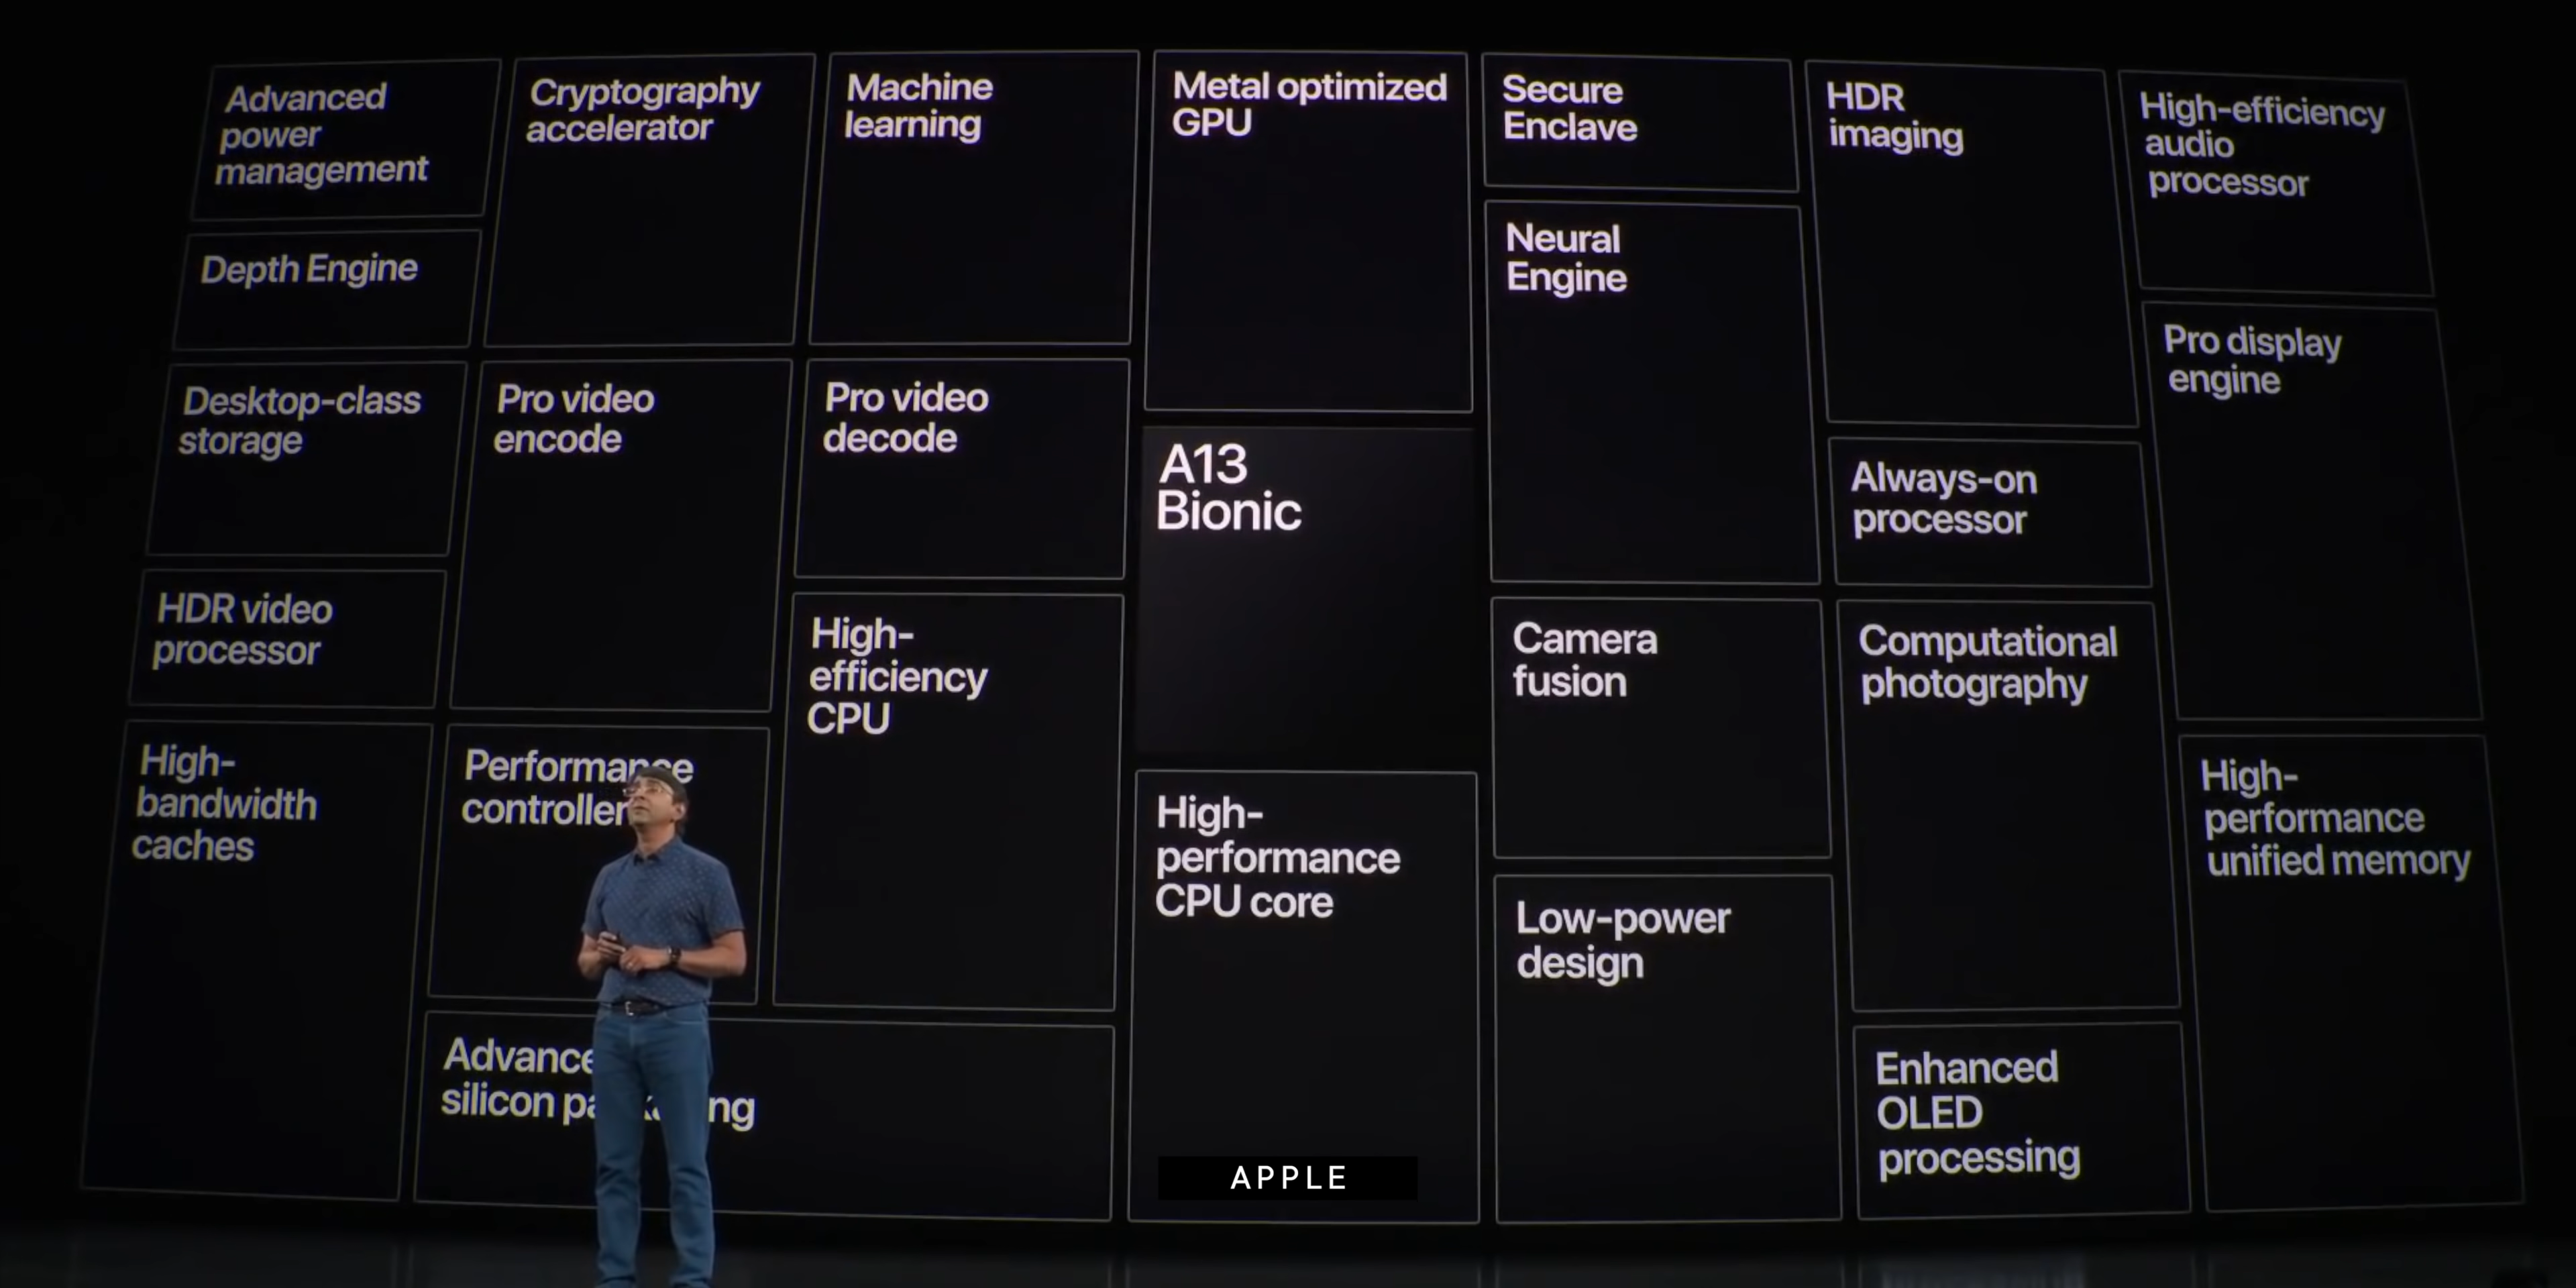 Advanced
power
management
Depth Engine
Desktop-class
storage
HDR video
processor
High-
bandwidth
caches
Cryptography
accelerator
Pro video
encode
Performance
controller
silicon
Machine
learning
Pro video
decode
High-
efficiency
CPU
Metal optimized
GPU
A13
Bionic
High-
performance
CPU core
APPLE
Secure
Enclave
Neural
Engine
Camera
fusion
Low-power
design
HDR
imaging
Always-on
processor
Computational
photography
Enhanced
OLED
processing
High-efficiency
audio
processor
Pro display
engine
High-
performance
unified memory